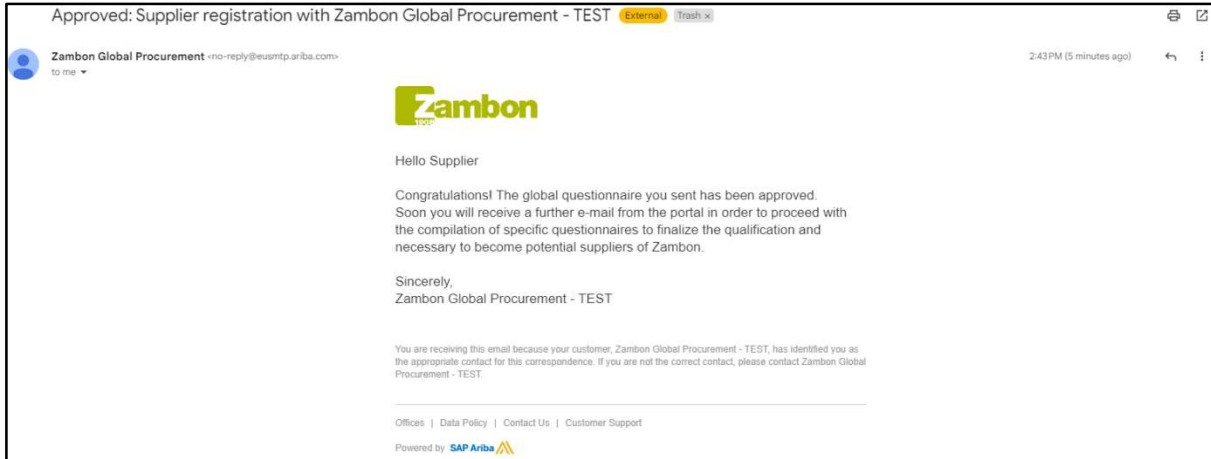 Approved: Supplier registration with Zambon Global Procurement - TEST External Trash ×
Zambon Global Procurement <no-reply@eusmtp.ariba.com> 2:43 PM (5 minutes ago)
to me
Zambon
1906
Hello Supplier
Congratulations! The global questionnaire you sent has been approved.
Soon you will receive a further e-mail from the portal in order to proceed with
the compilation of specific questionnaires to finalize the qualification and
necessary to become potential suppliers of Zambon.
Sincerely,
Zambon Global Procurement - TEST
You are receiving this email because your customer, Zambon Global Procurement - TEST, has identified you as
the appropriate contact for this correspondence. If you are not the correct contact, please contact Zambon Global
Procurement - TEST.
Offices | Data Policy | Contact Us | Customer Support
Powered by SAP Ariba